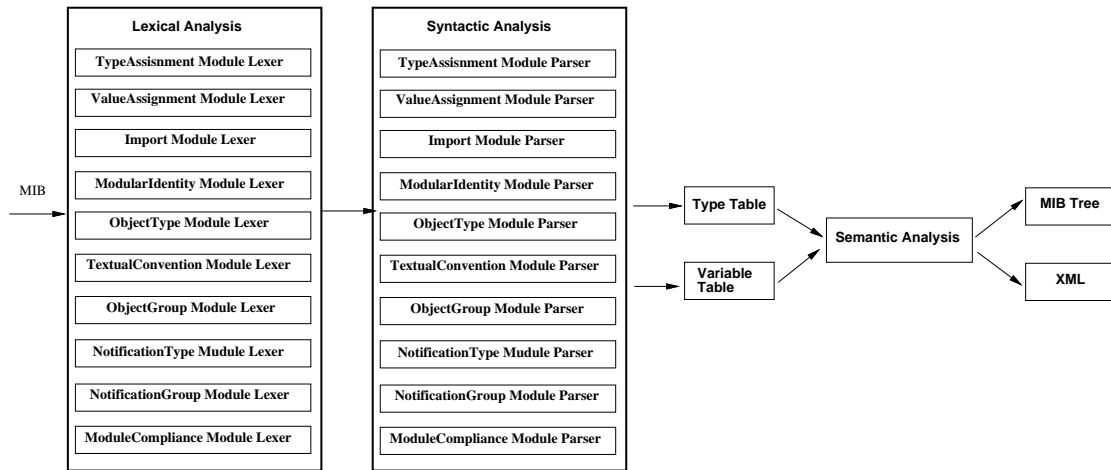 MIB
Lexical Analysis
TypeAssisnment Module Lexer
ValueAssignment Module Lexer
Import Module Lexer
ModularIdentity Module Lexer
ObjectType Module Lexer
TextualConvention Module Lexer
ObjectGroup Module Lexer
NotificationType Mudule Lexer
NotificationGroup Module Lexer
ModuleCompliance Module Lexer
Syntactic Analysis
TypeAssisnment Module Parser
ValueAssignment Module Parser
Import Module Parser
ModularIdentity Module Parser
ObjectType Module Parser
TextualConvention Module Parser
ObjectGroup Module Parser
NotificationType Mudule Parser
NotificationGroup Module Parser
ModuleCompliance Module Parser
Type Table
Variable
Table
Semantic Analysis
MIB Tree
XML